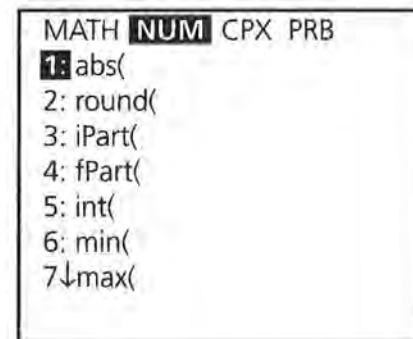 MATH NUM CPX PRB
1: abs(
2: round(
3: iPart(
4: fPart(
5: int(
6: min(
7↓max(